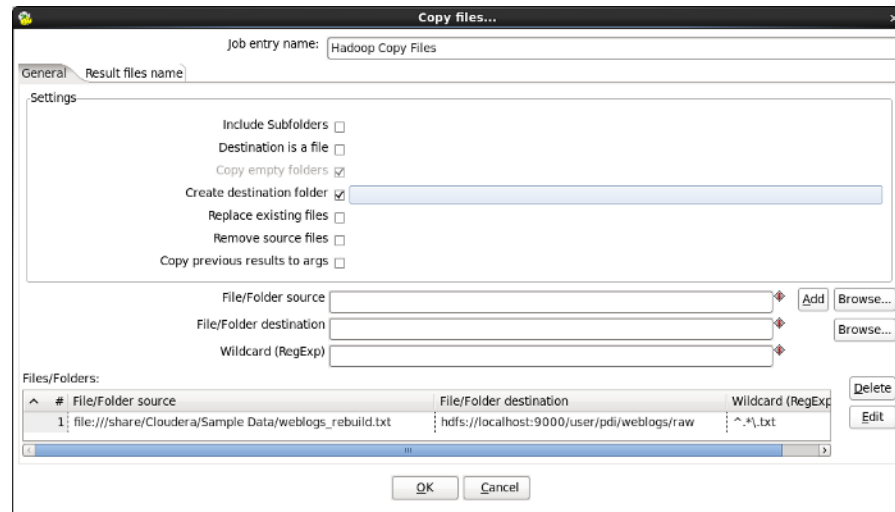 Copy files...
Job entry name: Hadoop Copy Files
General Result files name
Settings
Include Subfolders
Destination is a file
Copy empty folders
Create destination folder
Replace existing files
Remove source files
Copy previous results to args
File/Folder source Add Browse...
File/Folder destination Browse...
Wildcard (RegExp)
Files/Folders:
Delete
# File/Folder source File/Folder destination Wildcard (RegExp
1 file:///share/Cloudera/Sample Data/weblogs_rebuild.txt hdfs://localhost:9000/user/pdi/weblogs/raw ^.*\.txt
Edit
OK Cancel